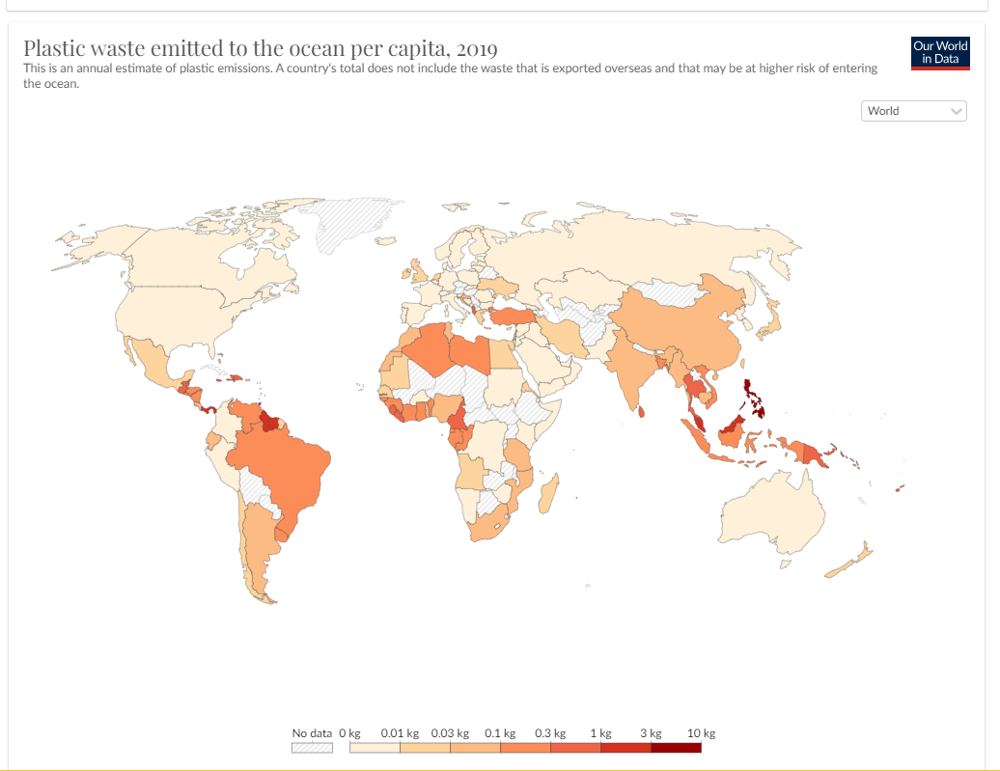 Plastic waste emitted to the ocean per capita, 2019
This is an annual estimate of plastic emissions. A country's total does not include the waste that is exported overseas and that may be at higher risk of entering
the ocean.
Our World
in Data
World
No data 0 kg 0.01 kg 0.03 kg 0.1 kg 0.3 kg 1 kg 3 kg 10 kg